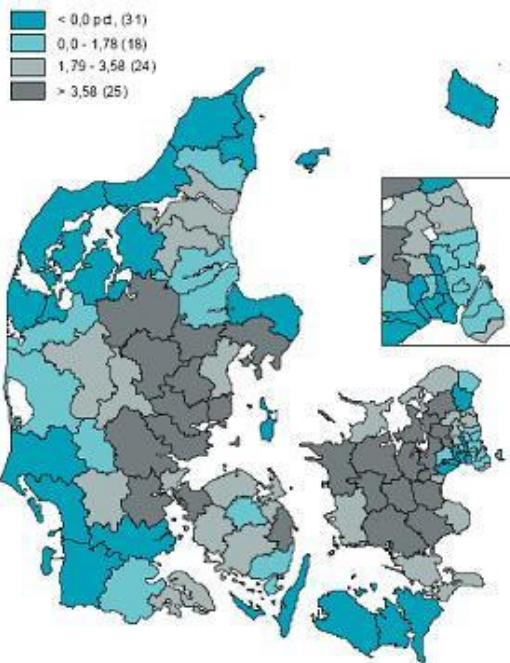 < 0,0 pct. (31)
0,0 - 1,78 (18)
1,79 - 3,58 (24)
> 3,58 (25)